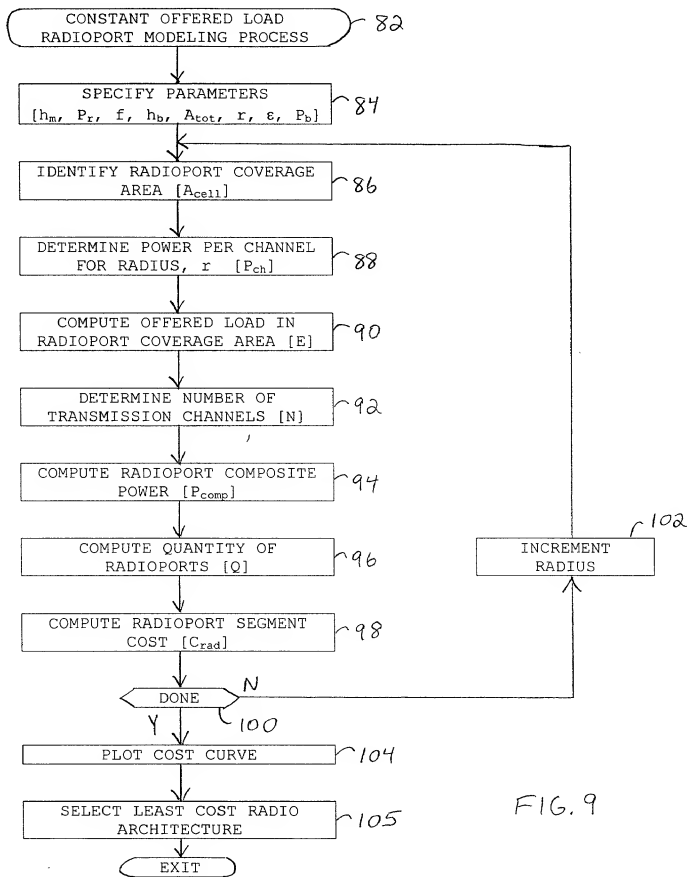 CONSTANT OFFERED LOAD
RADIOPORT MODELING PROCESS
82
SPECIFY PARAMETERS
[hm, Pr, f, hb, Atot, r, ε, Pb]
84
IDENTIFY RADIOPORT COVERAGE
AREA [Acell]
86
DETERMINE POWER PER CHANNEL
FOR RADIUS, r [Pch]
88
COMPUTE OFFERED LOAD IN
RADIOPORT COVERAGE AREA [E]
90
DETERMINE NUMBER OF
TRANSMISSION CHANNELS [N]
92
COMPUTE RADIOPORT COMPOSITE
POWER [Pcomp]
94
COMPUTE QUANTITY OF
RADIOPORTS [Q]
96
INCREMENT
RADIUS
102
COMPUTE RADIOPORT SEGMENT
COST [Crad]
98
DONE
N
100
Y
PLOT COST CURVE
104
SELECT LEAST COST RADIO
ARCHITECTURE
105
EXIT
FIG. 9